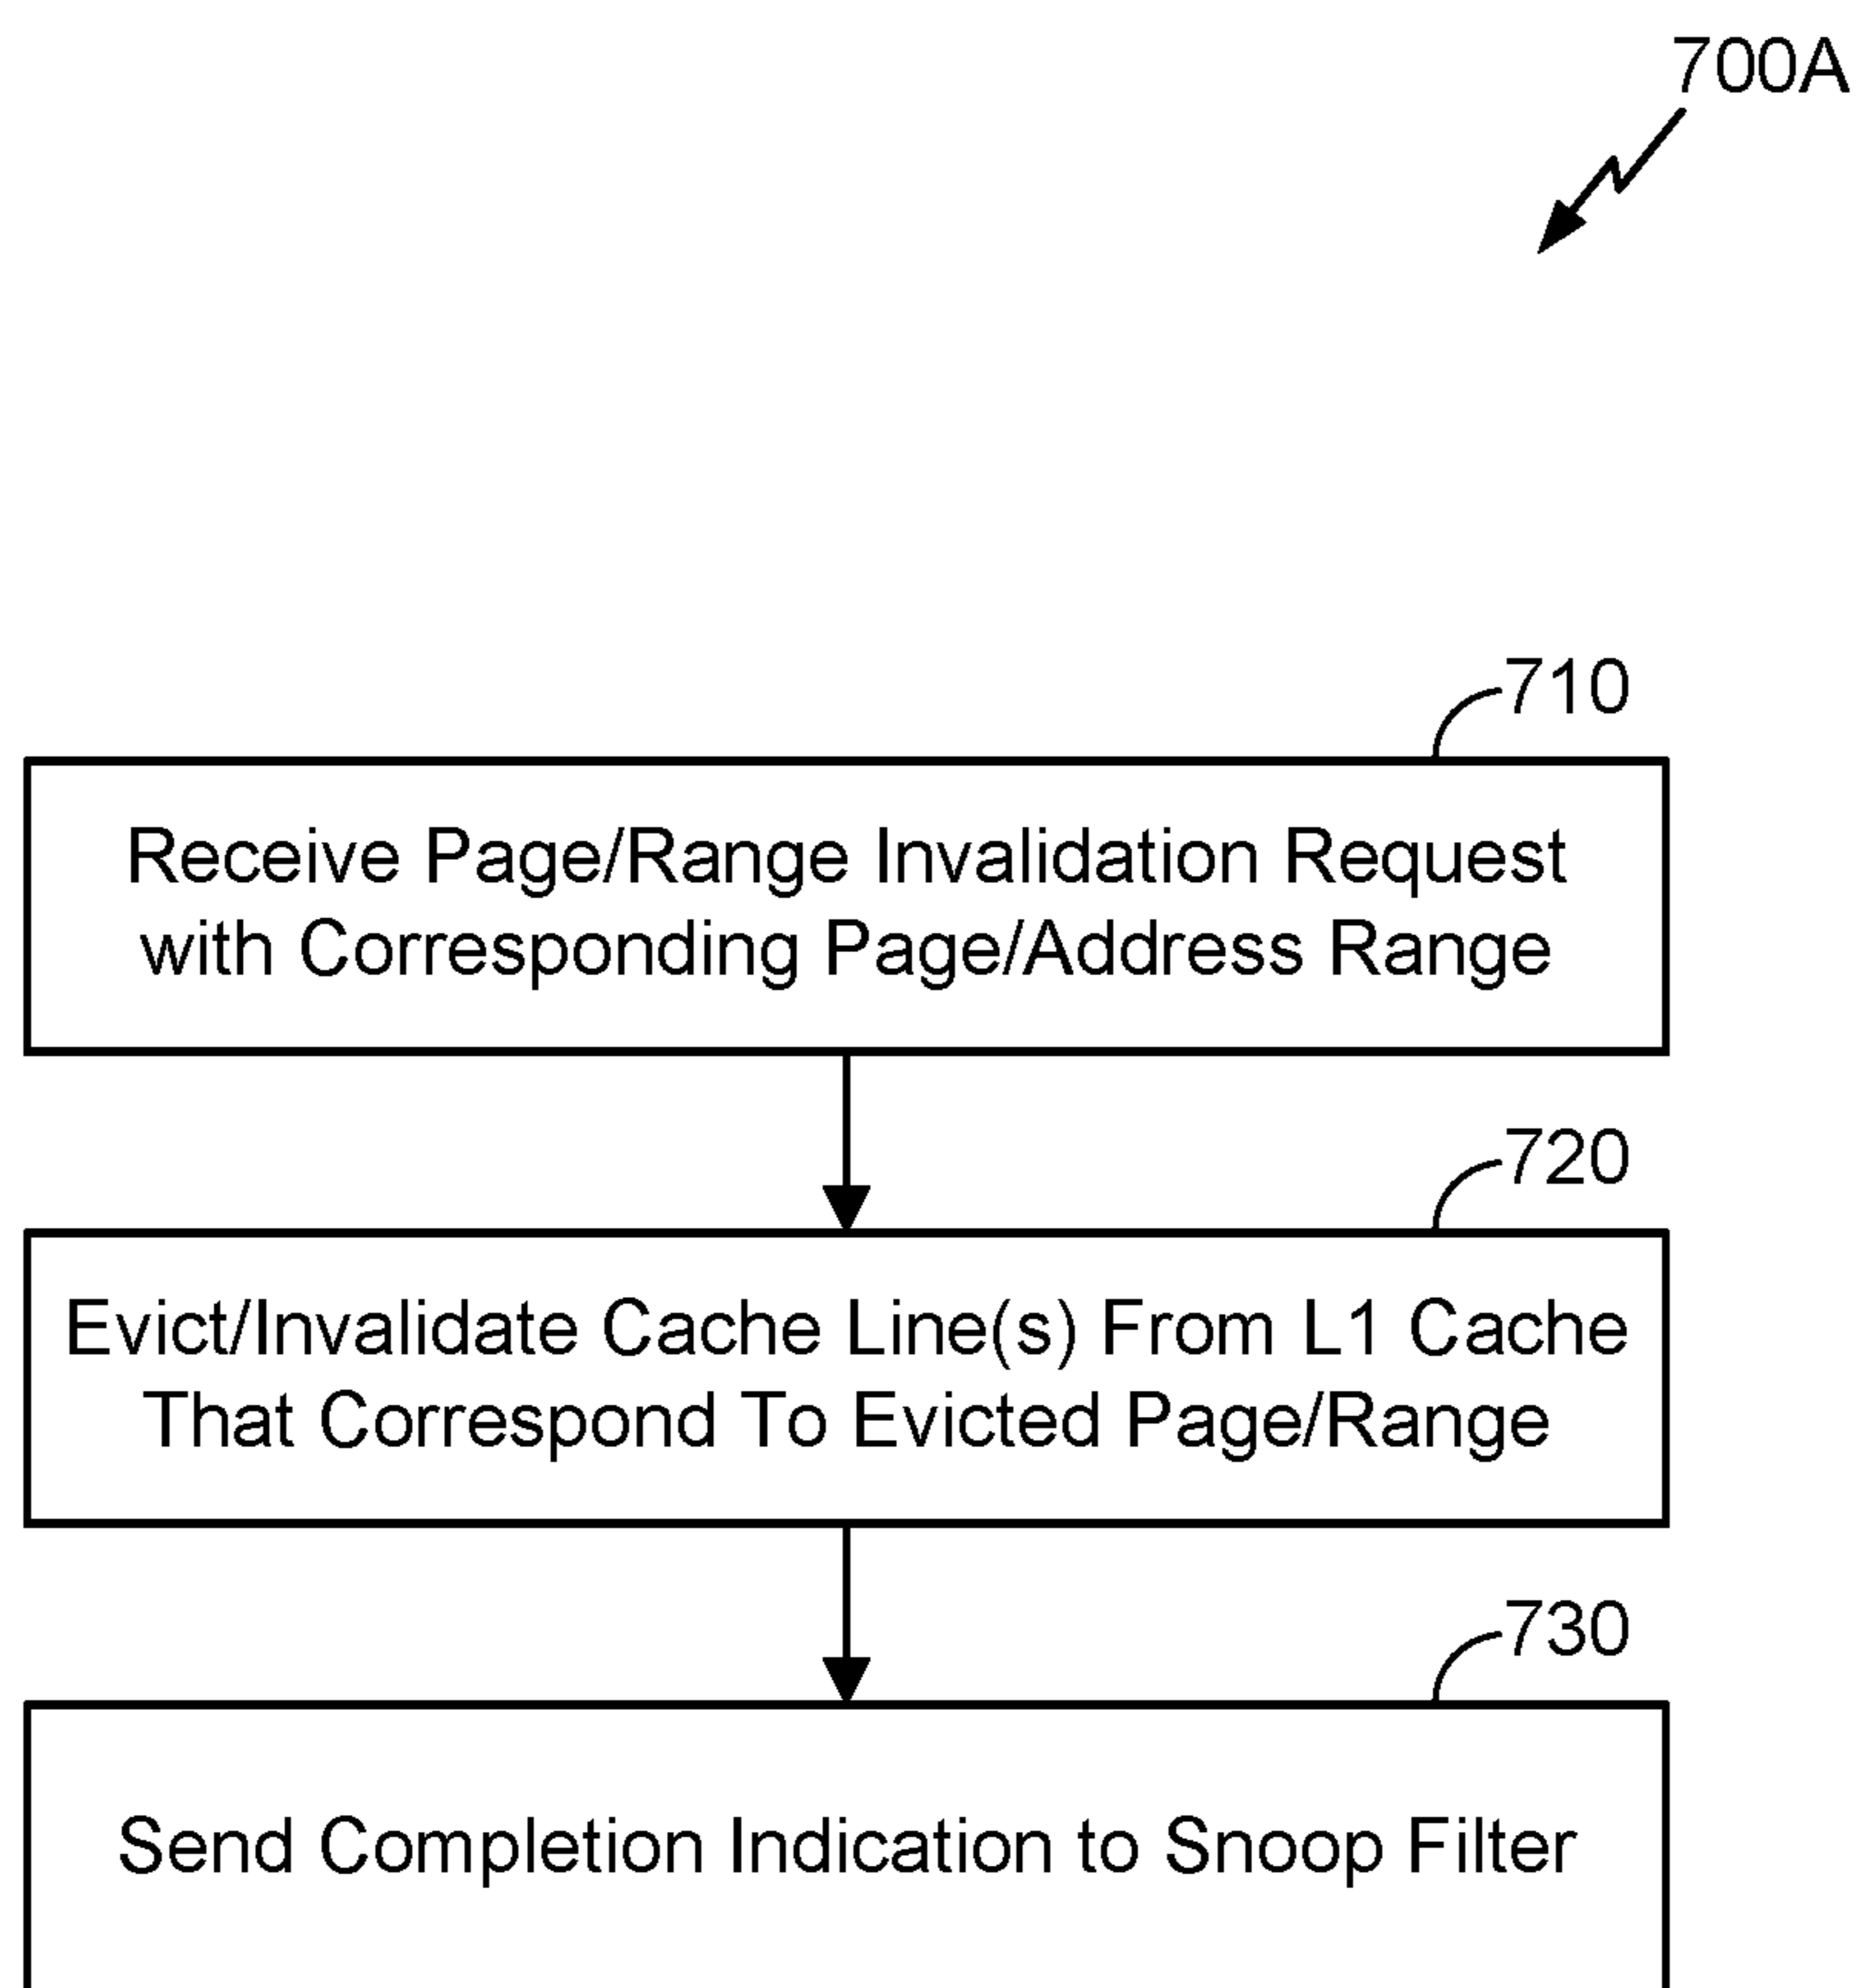 700A
710
Receive Page/Range Invalidation Request
with Corresponding Page/Address Range
720
Evict/Invalidate Cache Line(s) From L1 Cache
That Correspond To Evicted Page/Range
730
Send Completion Indication to Snoop Filter